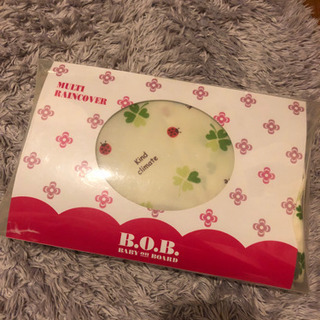 MULTI
RAINCOVER
Kind
climate
B.O.B.
BABY ON BOARD